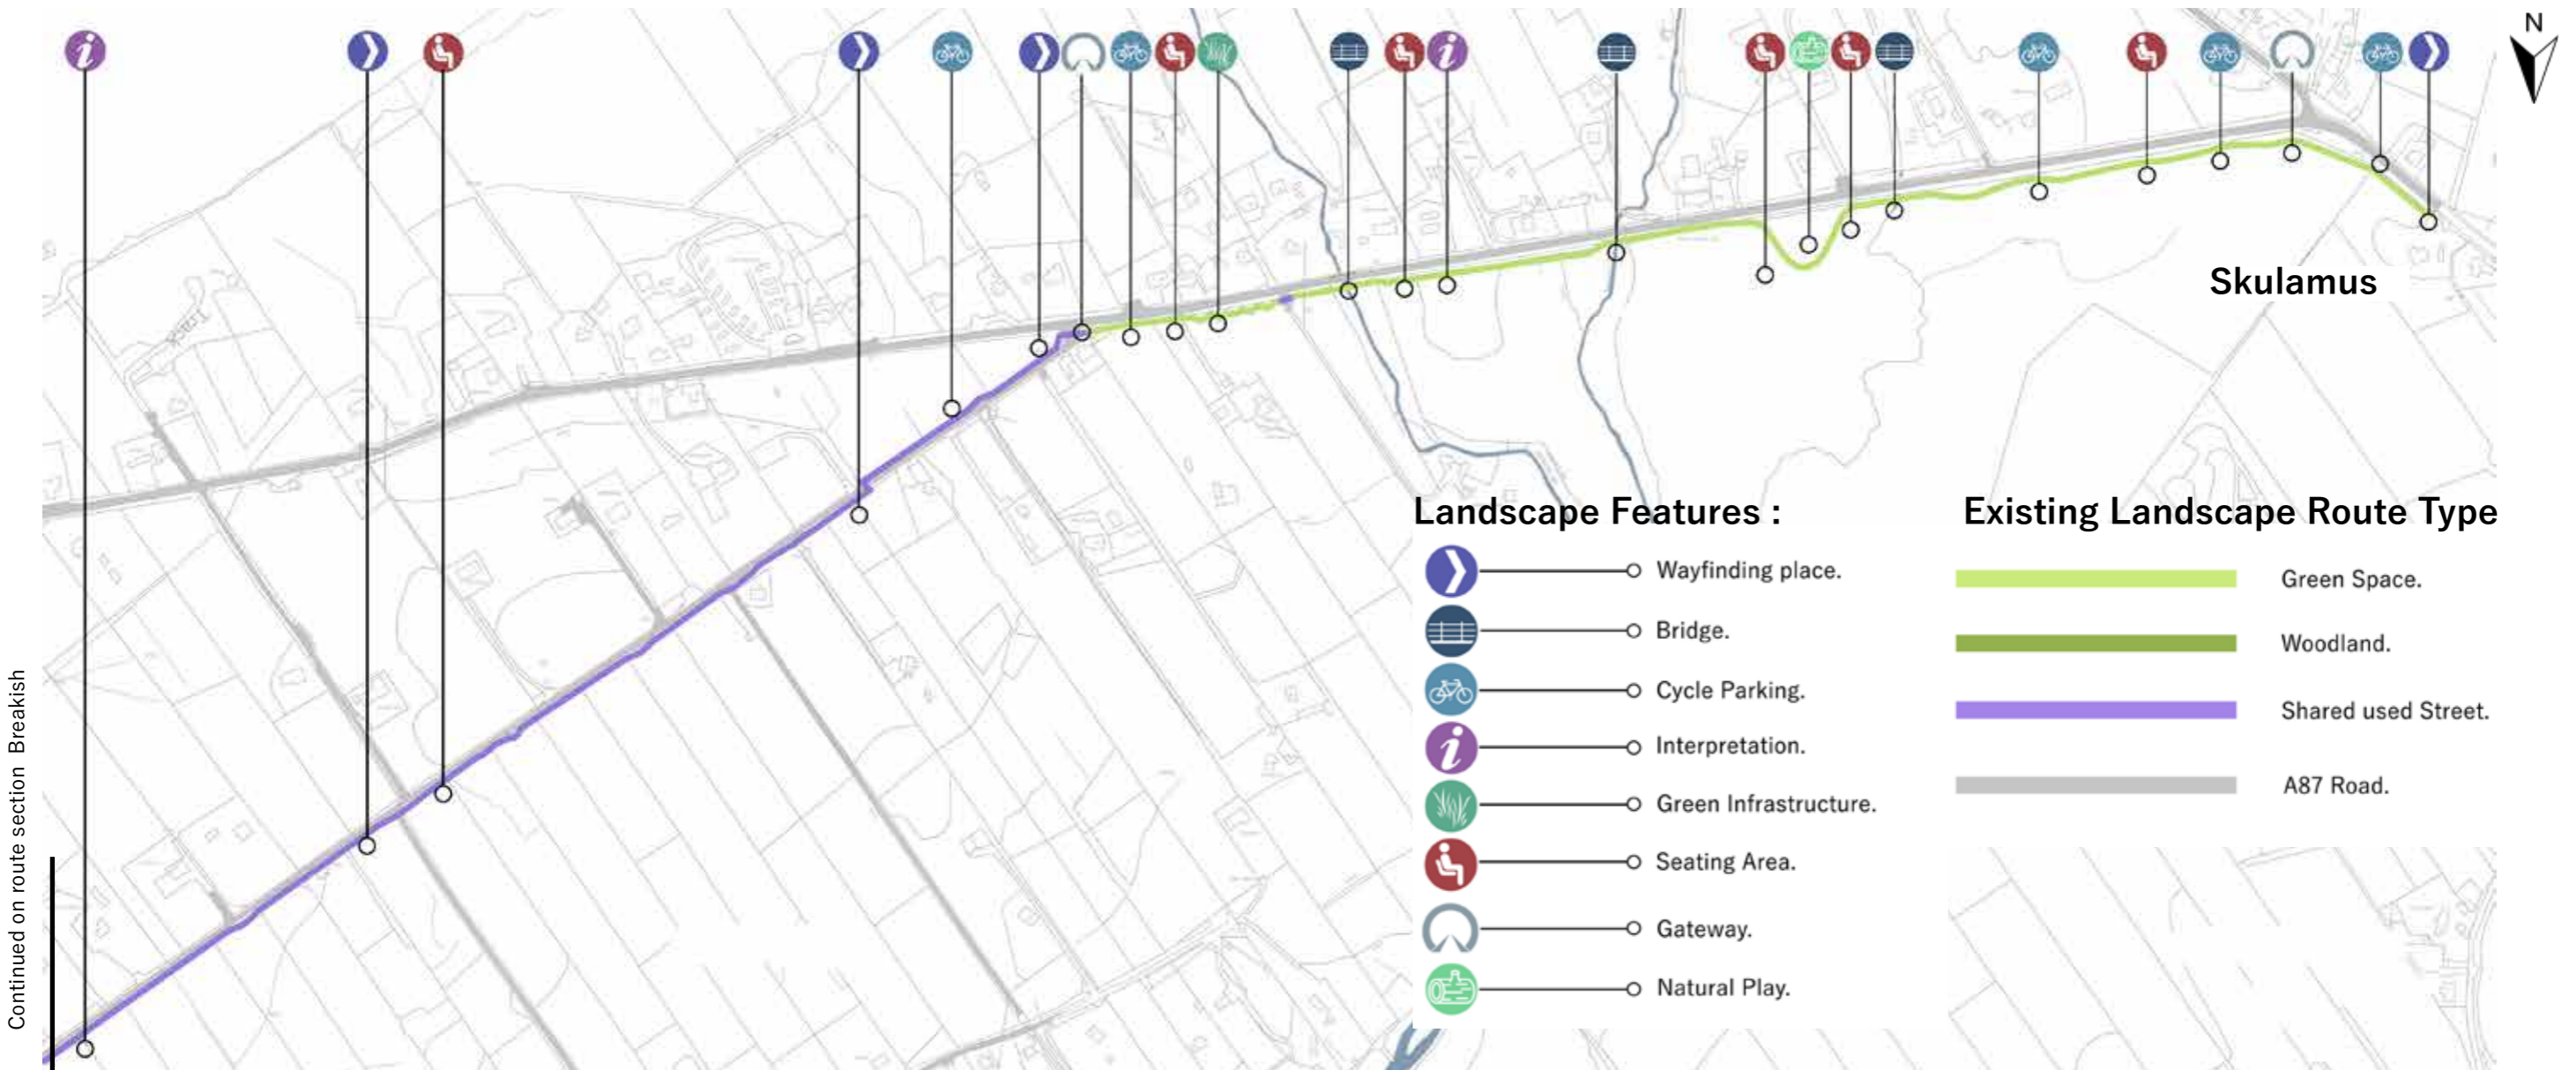 N
Skulamus
Continued on route section Breakish
Landscape Features :
Wayfinding place.
Bridge.
Cycle Parking.
Interpretation.
Green Infrastructure.
Seating Area.
Gateway.
Natural Play.
Existing Landscape Route Type
Green Space.
Woodland.
Shared used Street.
A87 Road.